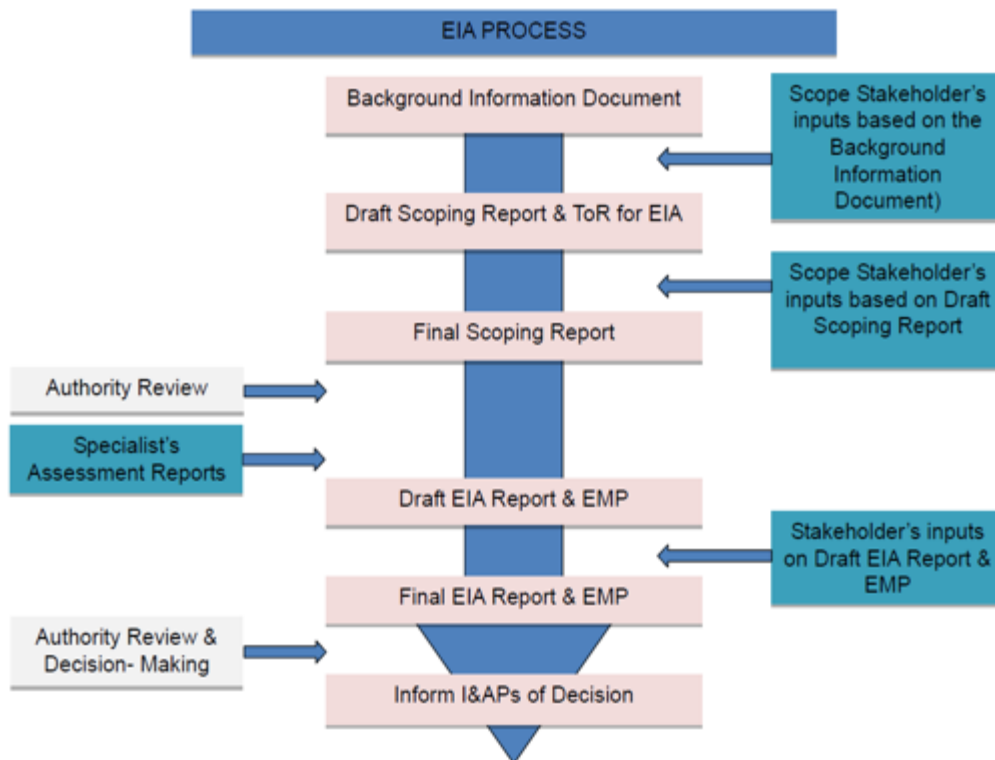 EIA PROCESS
Background Information Document
Scope Stakeholder's
inputs based on the
Background
Information
Document)
Draft Scoping Report & ToR for EIA
Scope Stakeholder's
inputs based on Draft
Scoping Report
Final Scoping Report
Authority Review
Specialist's
Assessment Reports
Draft EIA Report & EMP
Stakeholder's inputs
on Draft EIA Report &
EMP
Final EIA Report & EMP
Authority Review &
Decision- Making
Inform I&APs of Decision